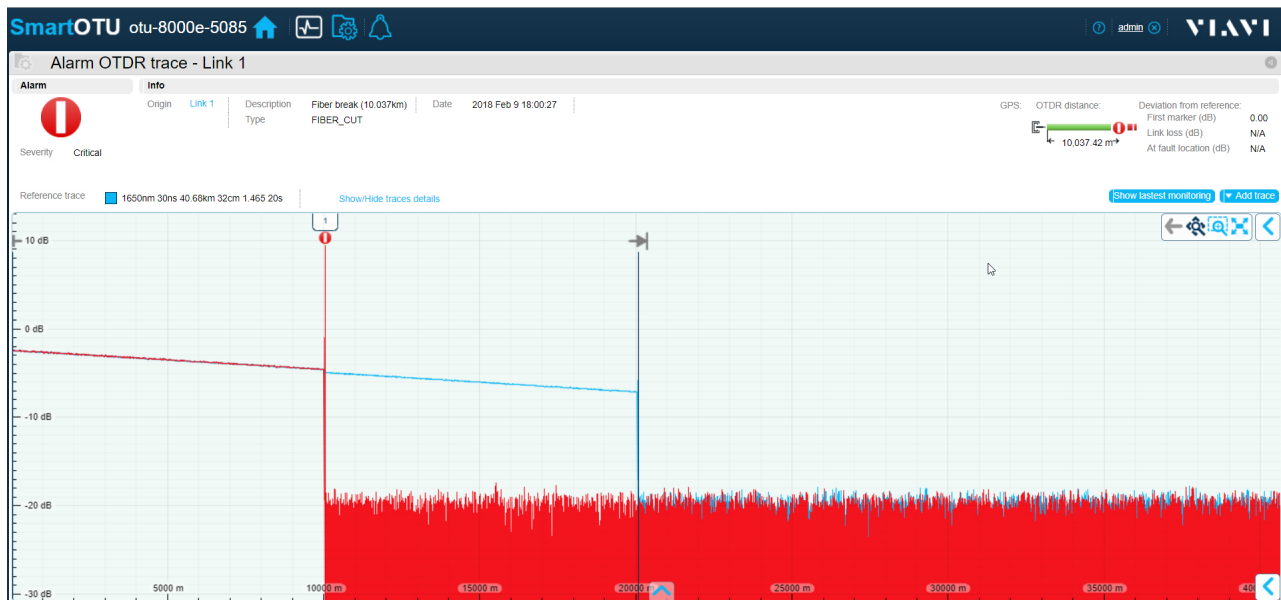 SmartOTU otu-8000e-5085
? admin VIAVI
Alarm OTDR trace - Link 1
Alarm Info
Origin Link 1 Description Fiber break (10.037km) Date 2018 Feb 9 18:00:27
Type FIBER_CUT
GPS: OTDR distance: Deviation from reference:
First marker (dB) 0.00
Link loss (dB) N/A
10,037.42 m
At fault location (dB) N/A
Severity Critical
Reference trace 1650nm 30ns 40.68km 32cm 1.465 20s Show/Hide traces details Show lastest monitoring Add trace
1
10 dB
0 dB
-10 dB
-20 dB
-30 dB
5000 m 10000 m 15000 m 20000 25000 m 30000 m 35000 m